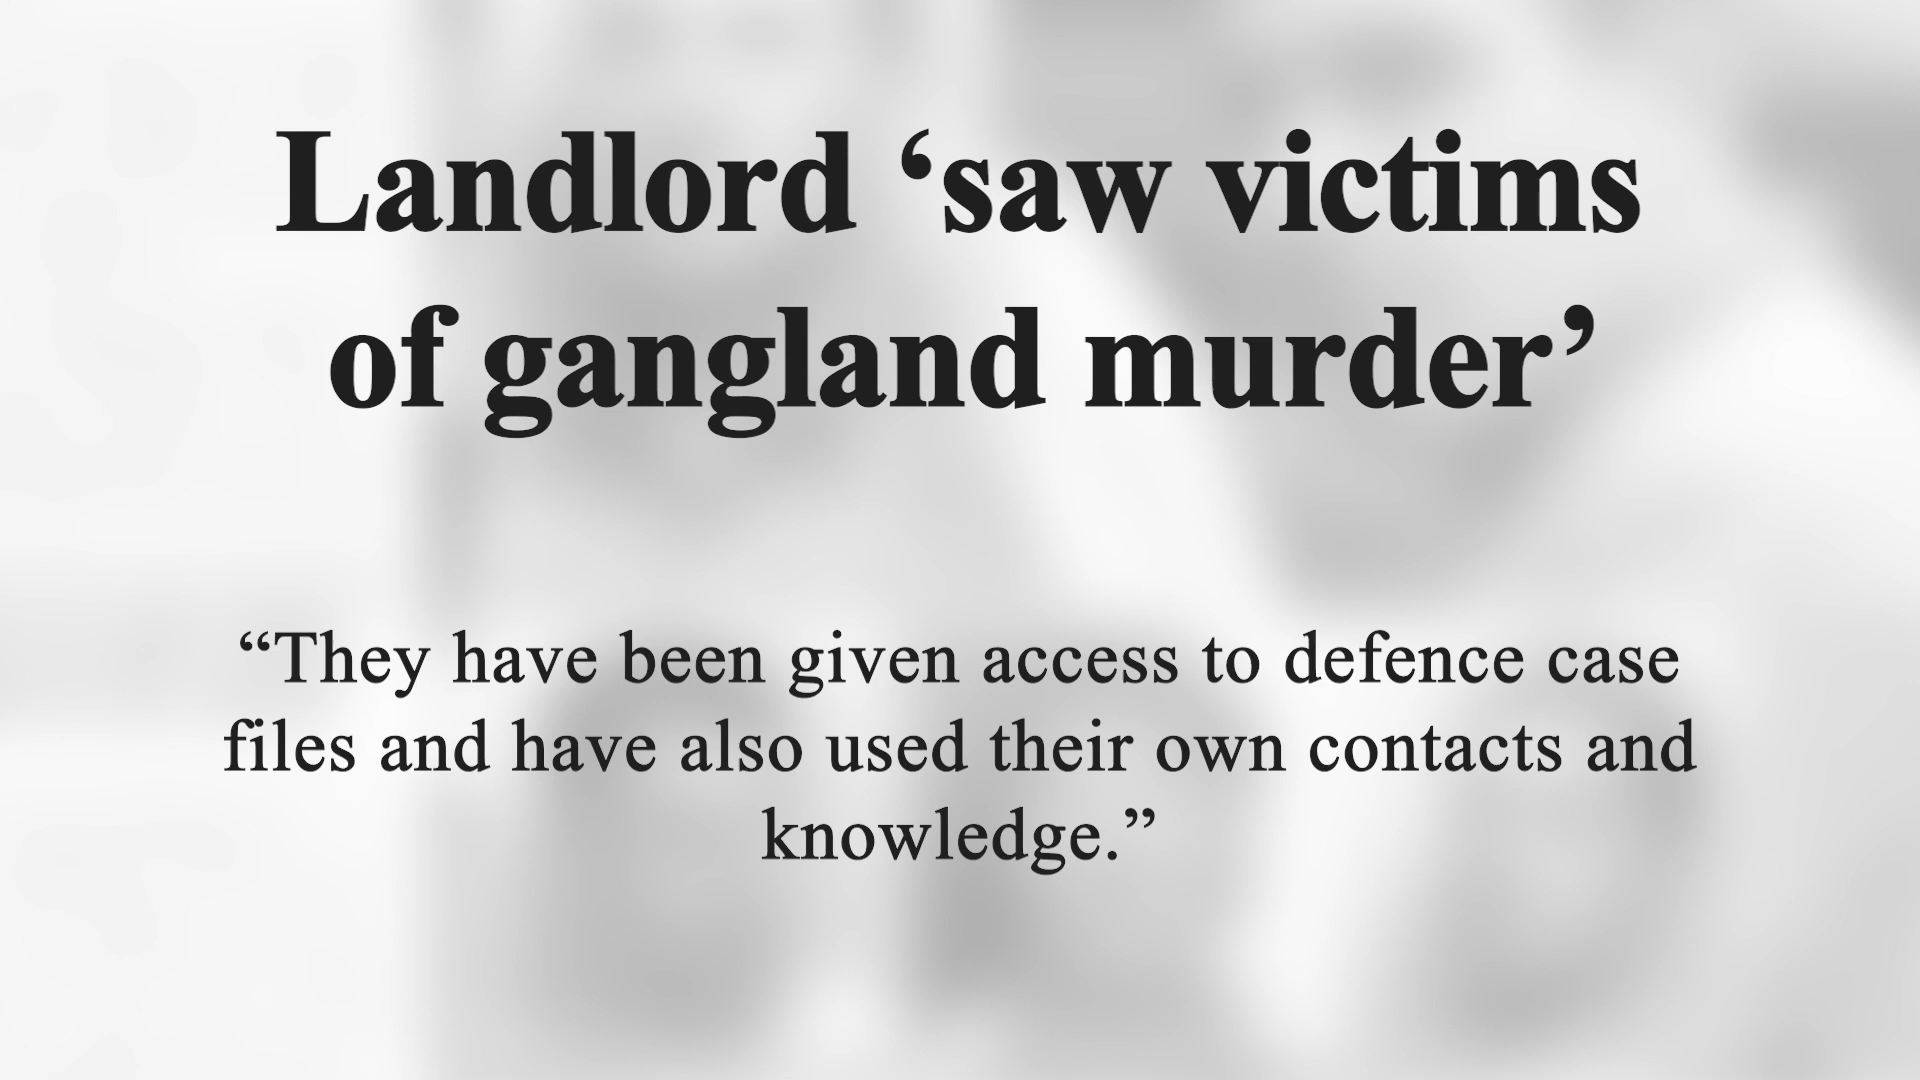 Landlord ‘saw victims
of gangland murder’
“They have been given access to defence case
files and have also used their own contacts and
knowledge.”